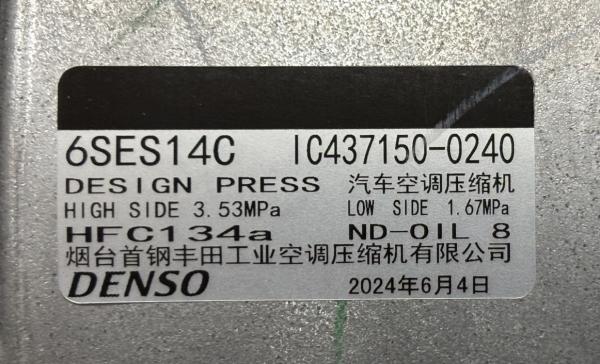 6SES14C IC437150-0240
DESIGN PRESS 汽车空调压缩机
HIGH SIDE 3.53MPa LOW SIDE 1.67MPa
HFC134a ND-OIL 8
烟台首钢丰田工业空调压缩机有限公司
DENSO 2024年6月4日